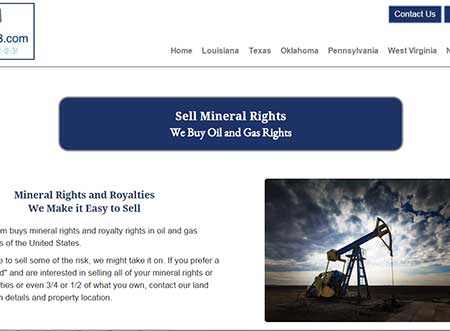 3.com
-8-3!
Contact Us
Home Louisiana Texas Oklahoma Pennsylvania West Virginia N
Sell Mineral Rights
We Buy Oil and Gas Rights
Mineral Rights and Royalties
We Make it Easy to Sell
m buys mineral rights and royalty rights in oil and gas
s of the United States.
e to sell some of the risk, we might take it on. If you prefer a
d" and are interested in selling all of your mineral rights or
ties or even 3/4 or 1/2 of what you own, contact our land
n details and property location.